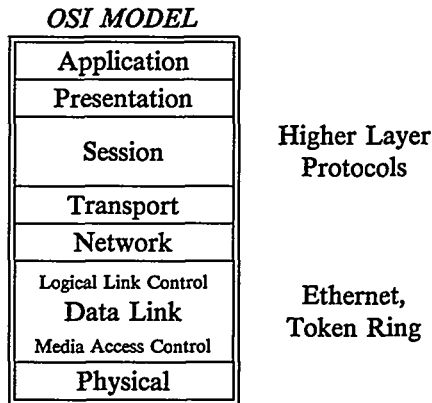 OSI MODEL
Application
Presentation
Session
Transport
Network
Logical Link Control
Data Link
Media Access Control
Physical
Higher Layer
Protocols
Ethernet,
Token Ring